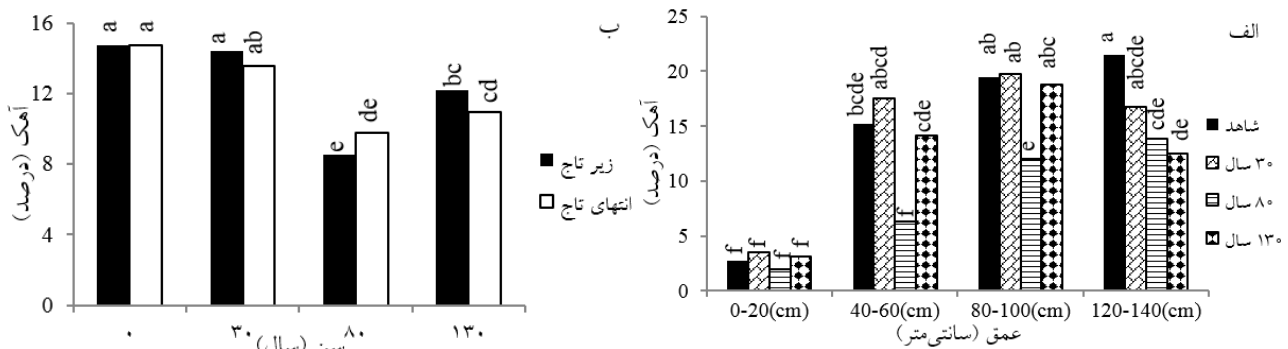 الف
آهک (درصد)
25
20
15
10
5
0
f f f f
bcde abcd f cde
ab ab e abc
a abcde cde de
0-20(cm) 40-60(cm) 80-100(cm) 120-140(cm)
عمق (سانتی‌متر)
شاهد
۳۰ سال
۸۰ سال
۱۳۰ سال
ب
آهک (درصد)
16
12
8
4
0
a a
a ab
e de
bc cd
۰ ۳۰ ۸۰ ۱۳۰
(سال)
زیر تاج
انتهای تاج